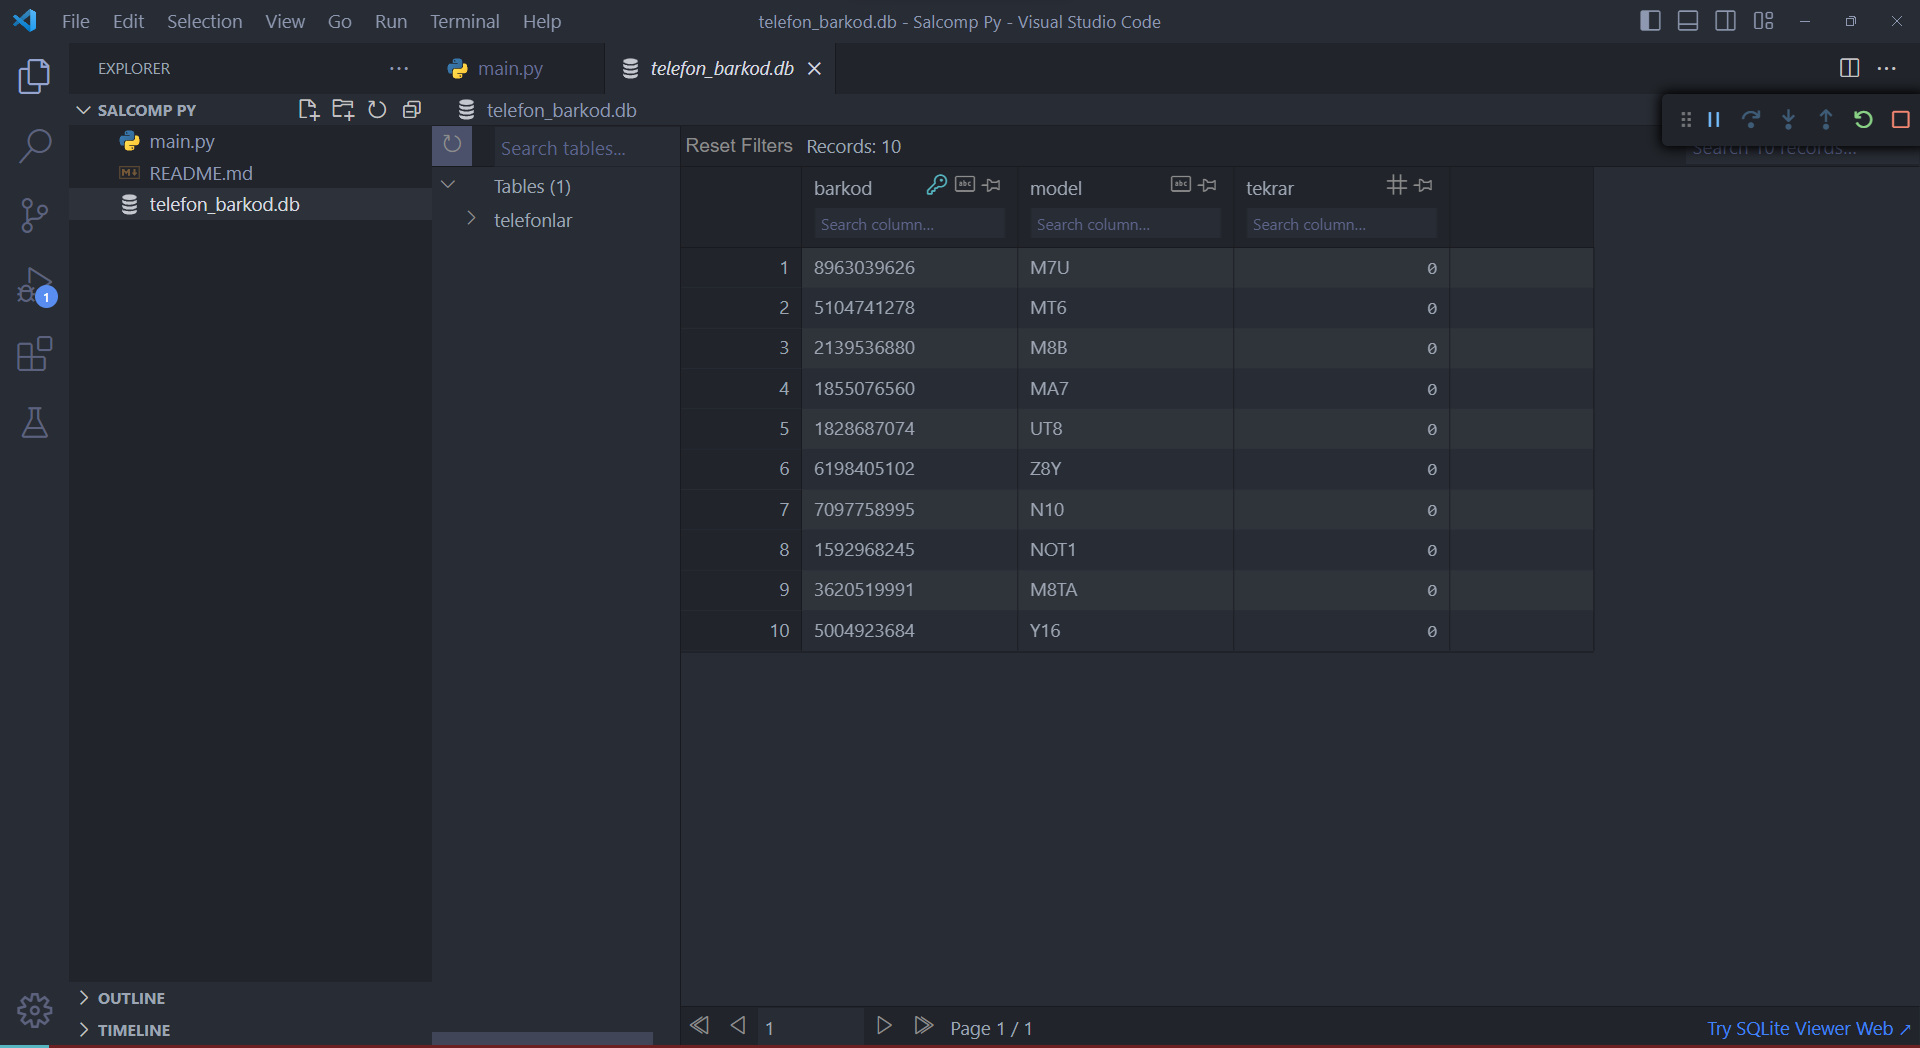 File Edit Selection View Go Run Terminal Help
telefon_barkod.db - Salcomp Py - Visual Studio Code
EXPLORER
main.py
telefon_barkod.db
SALCOMP PY
telefon_barkod.db
main.py
README.md
telefon_barkod.db
1
Search tables...
Tables (1)
telefonlar
Reset Filters Records: 10
Search 10 records...
barkod abc model abc tekrar
Search column... Search column... Search column...
1 8963039626 M7U 0
2 5104741278 MT6 0
3 2139536880 M8B 0
4 1855076560 MA7 0
5 1828687074 UT8 0
6 6198405102 Z8Y 0
7 7097758995 N10 0
8 1592968245 NOT1 0
9 3620519991 M8TA 0
10 5004923684 Y16 0
OUTLINE
TIMELINE
1 Page 1 / 1
Try SQLite Viewer Web ↗